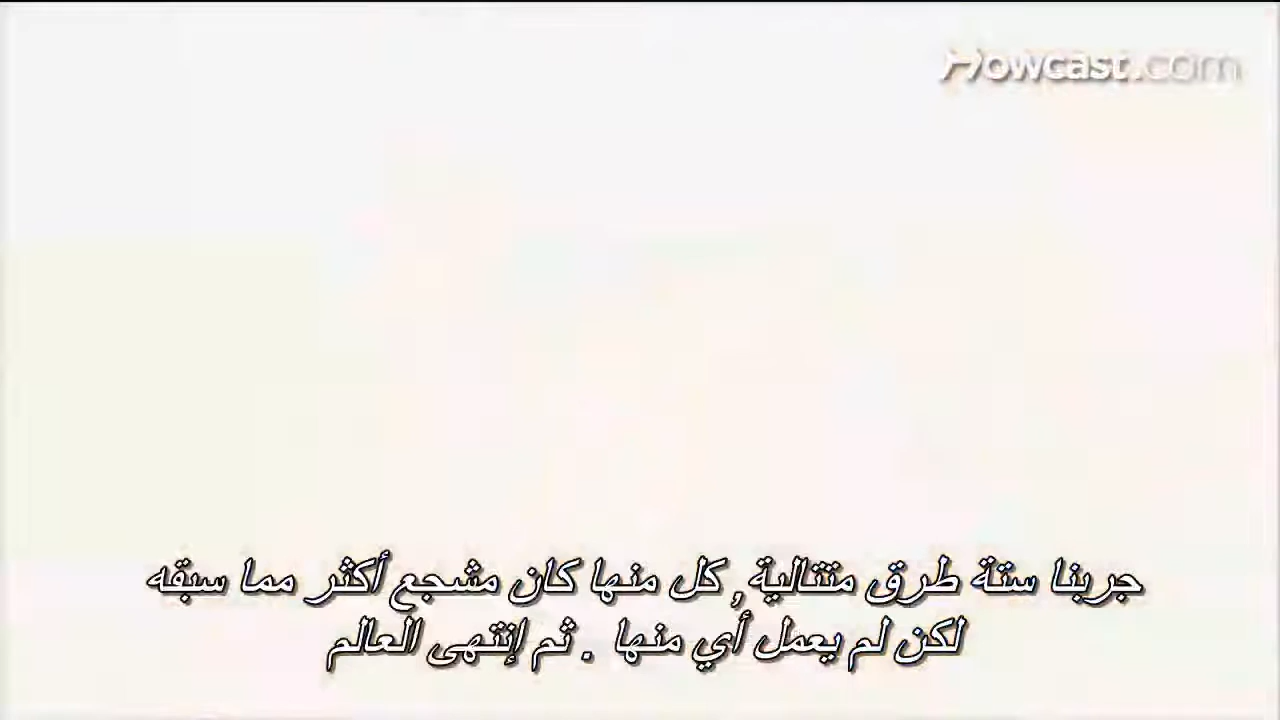 Howcast.com
جربنا ستة طرق متتالية, كل منها كان مشجع أكثر مما سبقه
لكن لم يعمل أي منها . ثم إنتهى العالم